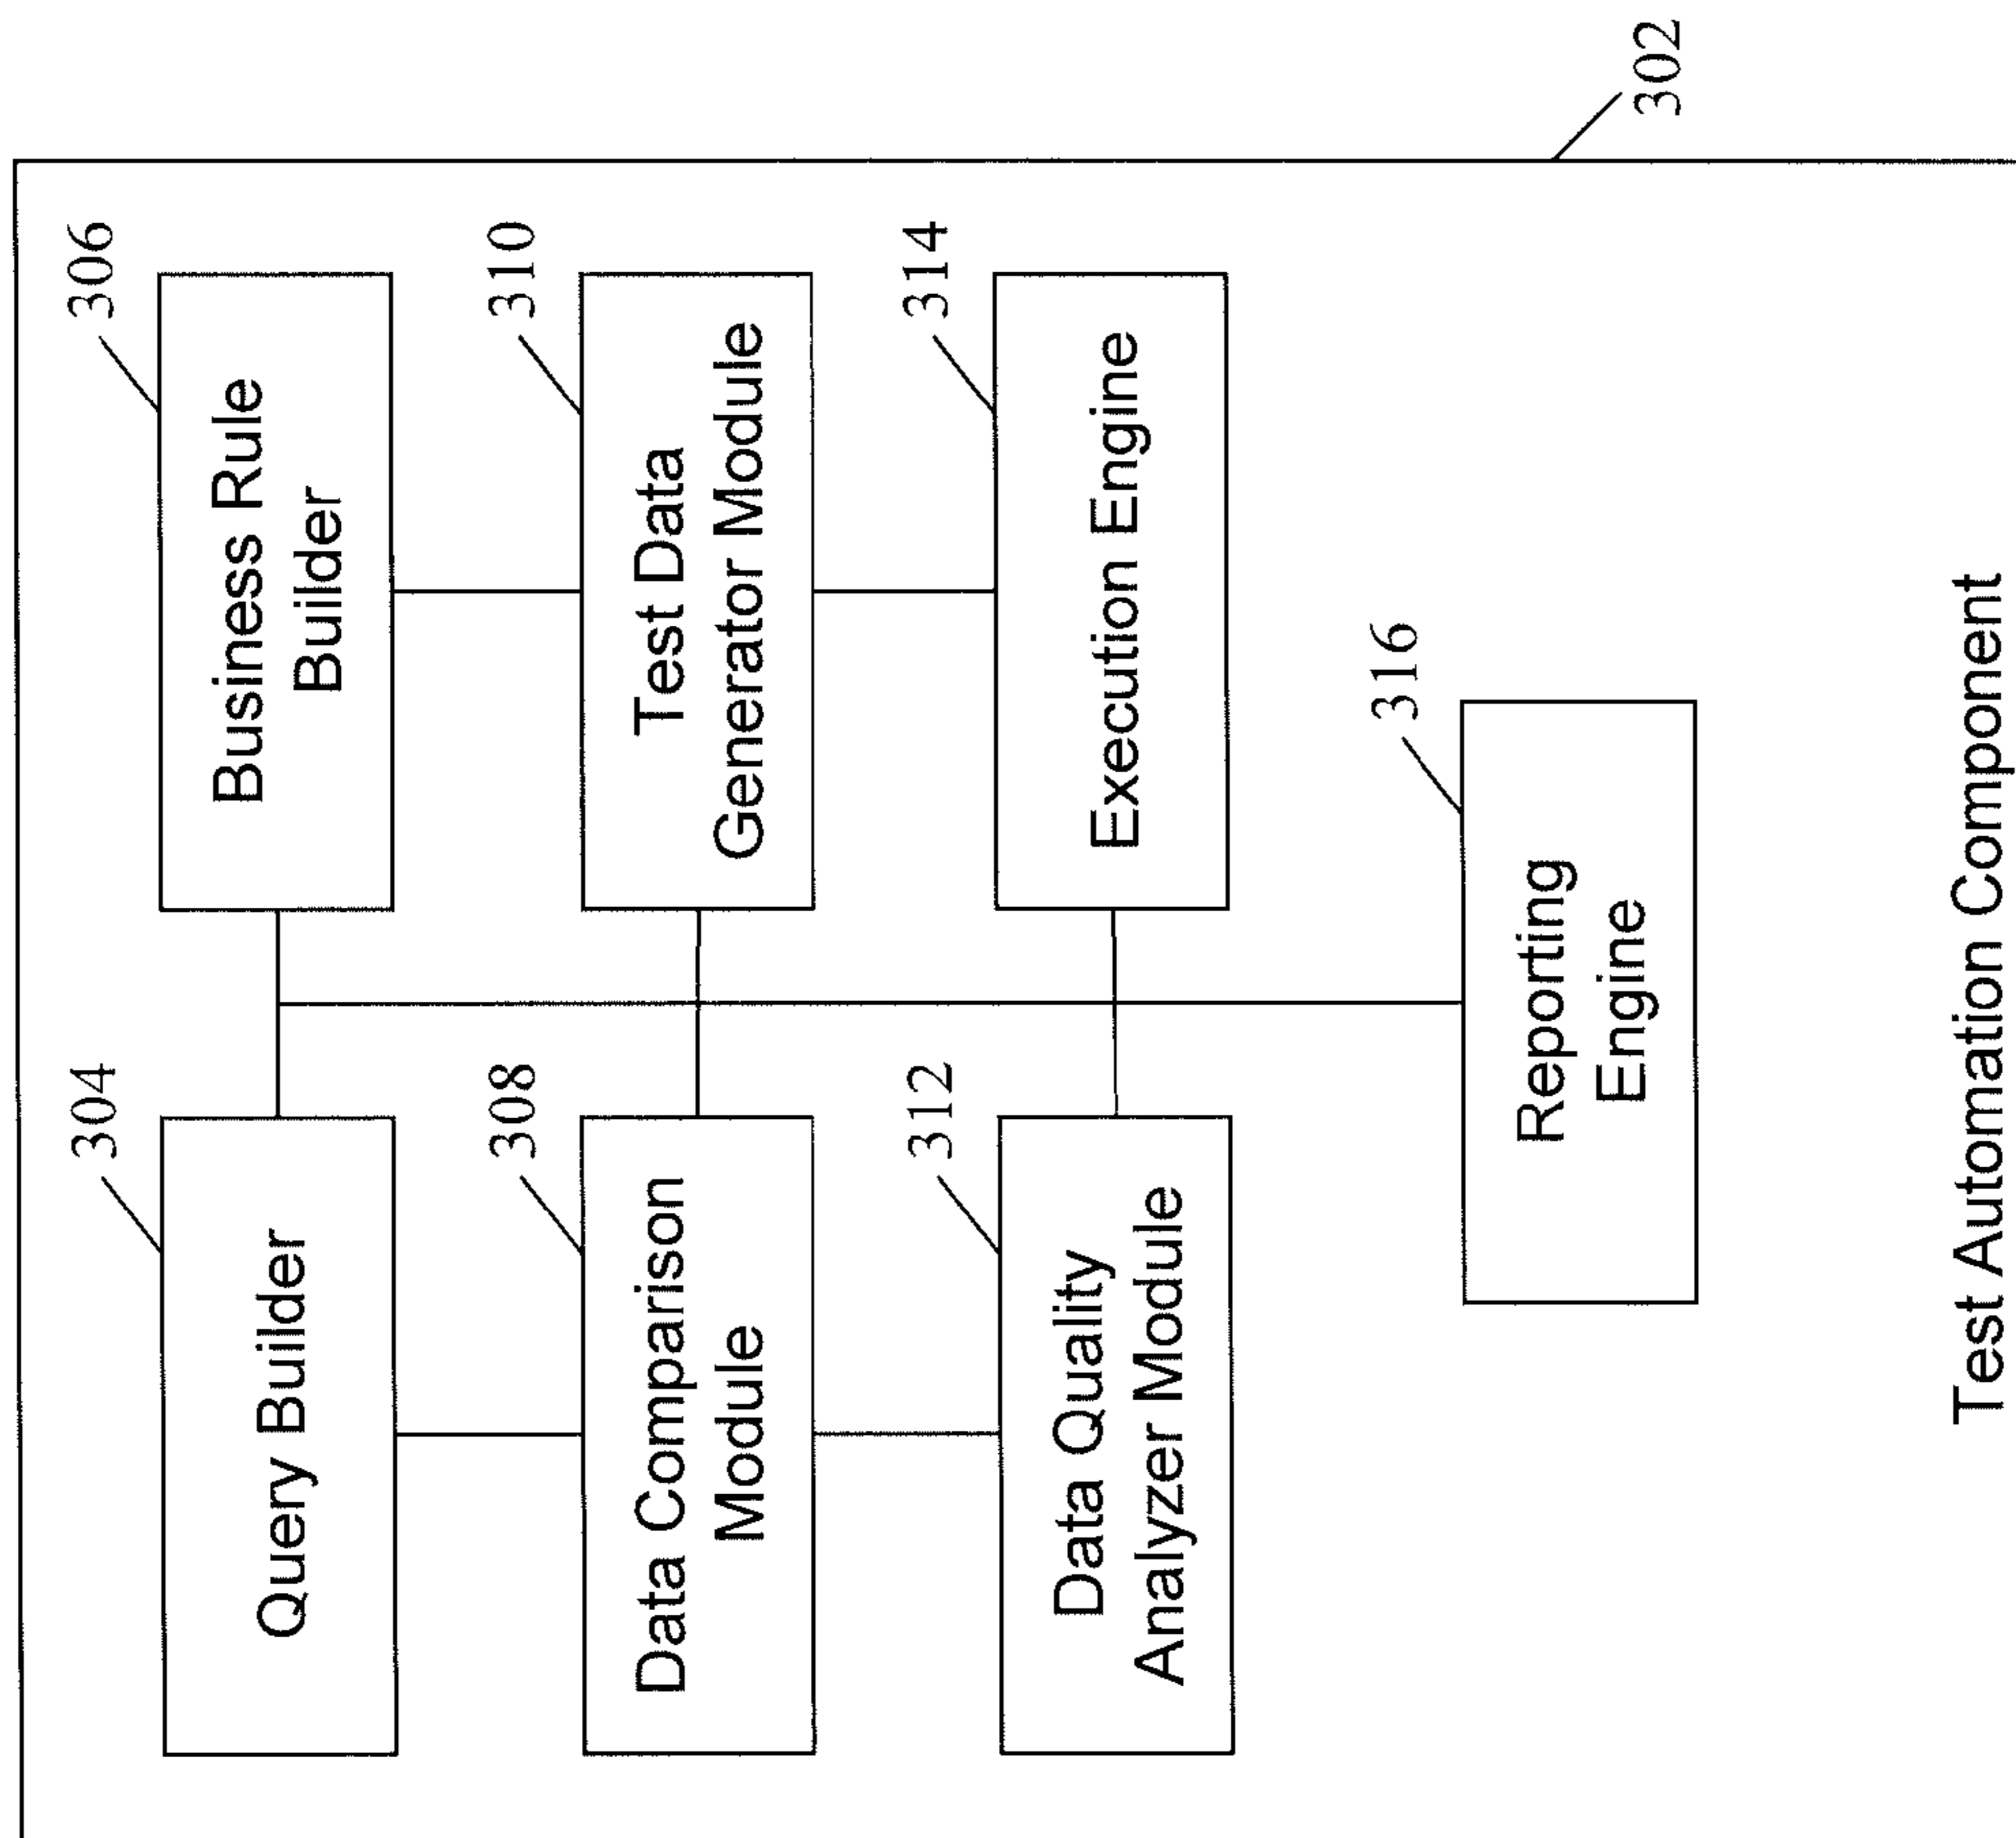 304
Query Builder
306
Business Rule
Builder
308
Data Comparison
Module
310
Test Data
Generator Module
312
Data Quality
Analyzer Module
314
Execution Engine
316
Reporting
Engine
Test Automation Component
302